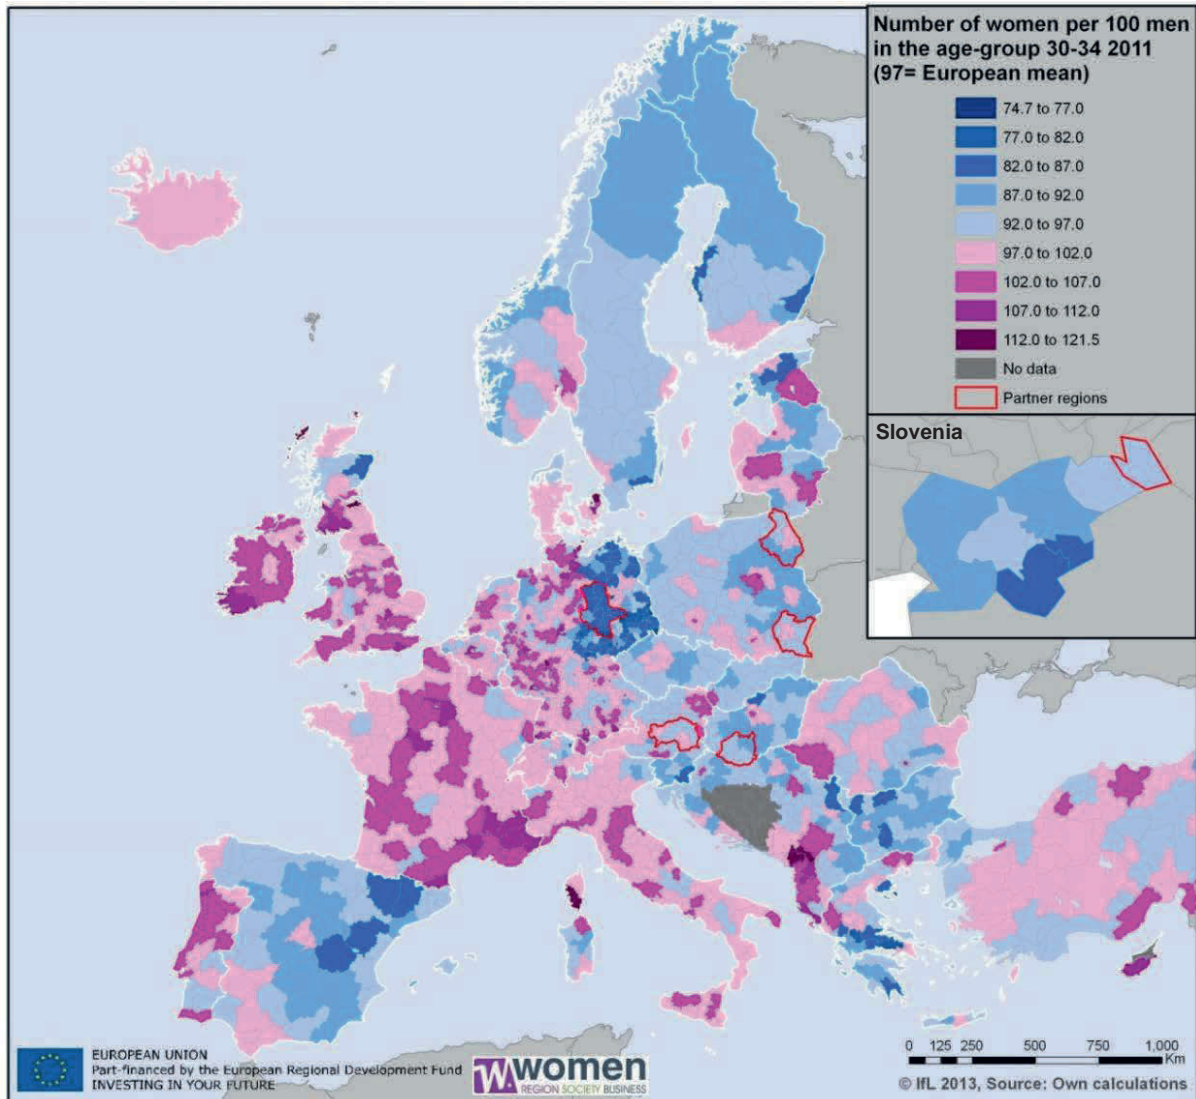 Number of women per 100 men
in the age-group 30-34 2011
(97= European mean)
74.7 to 77.0
77.0 to 82.0
82.0 to 87.0
87.0 to 92.0
92.0 to 97.0
97.0 to 102.0
102.0 to 107.0
107.0 to 112.0
112.0 to 121.5
No data
Partner regions
Slovenia
0 125 250 500 750 1,000
Km
© IfL 2013, Source: Own calculations
EUROPEAN UNION
Part-financed by the European Regional Development Fund
INVESTING IN YOUR FUTURE
W. women
REGION SOCIETY BUSINESS